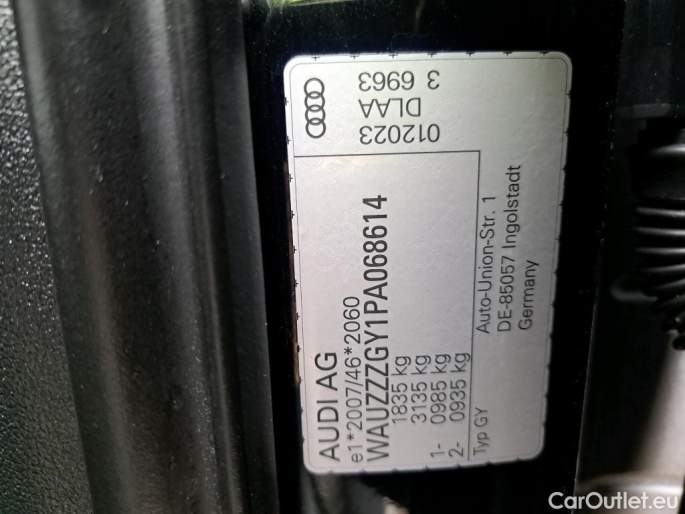 AUDI AG
e1*2007/46*2060
WAUZZZGY1PA068614
1835 kg
3135 kg
1- 0985 kg
2- 0935 kg
Typ GY
Auto-Union-Str. 1
DE-85057 Ingolstadt
Germany
012023
DLAA
3 6963
CarOutlet.eu